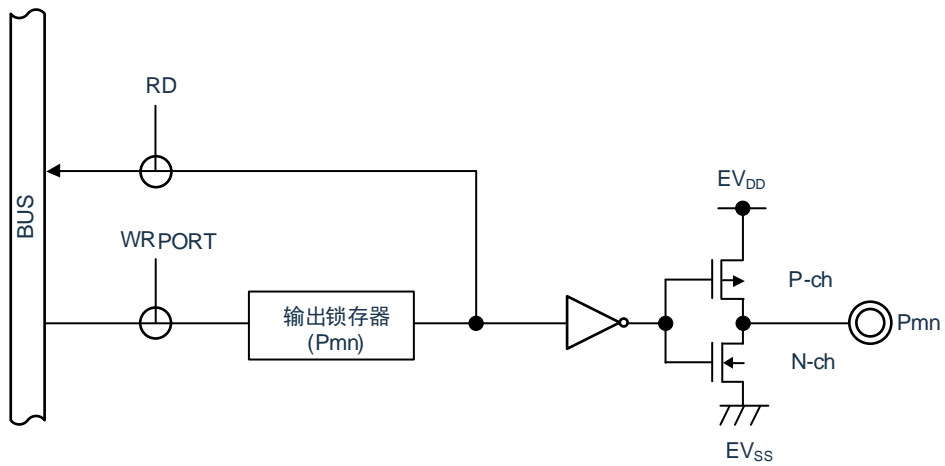 RD
BUS
WRPORT
输出锁存器
(Pmn)
EVDD
P-ch
Pmn
N-ch
EVSS